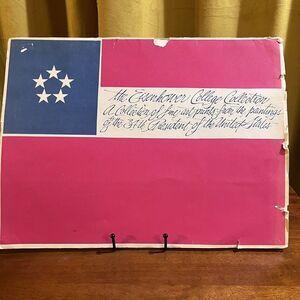 the Eisenhower College Collection
A Collection of fine art prints from the paintings
of the 34th President of the United States